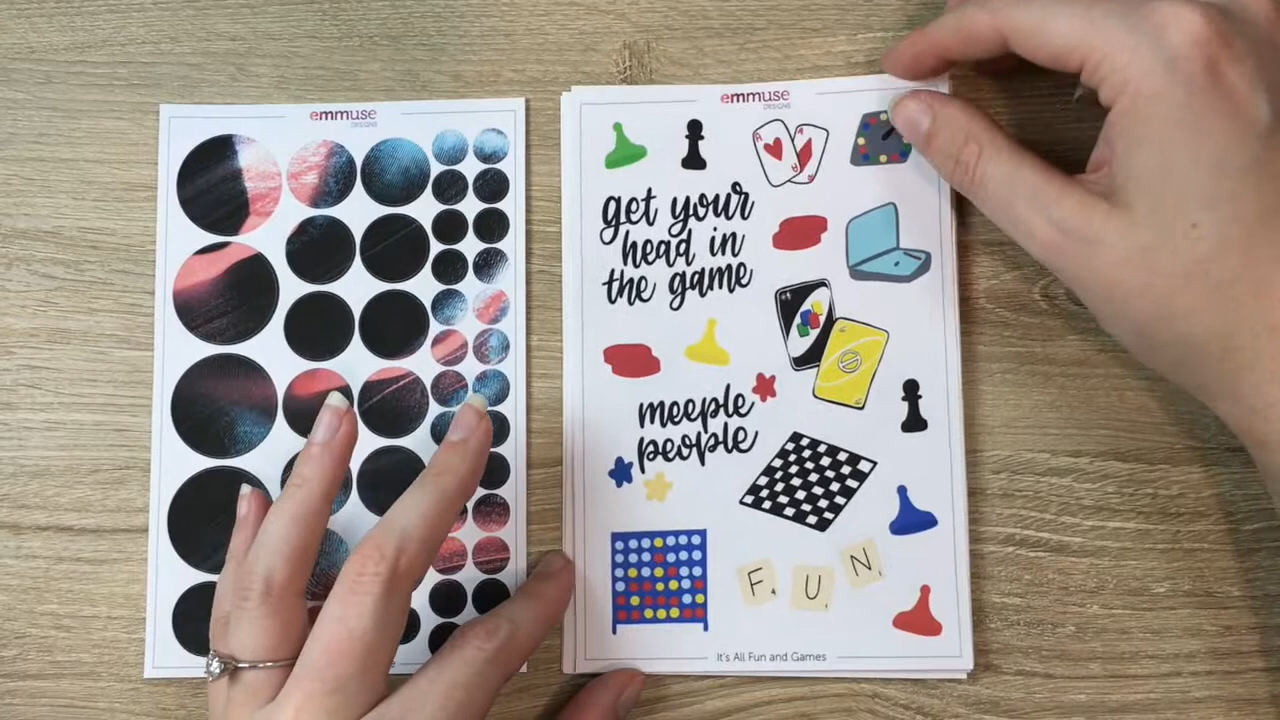 emmuse
DESIGNS
emmuse
DESIGNS
A
A
get your
head in
the game
meeple
people
F U N
It's All Fun and Games